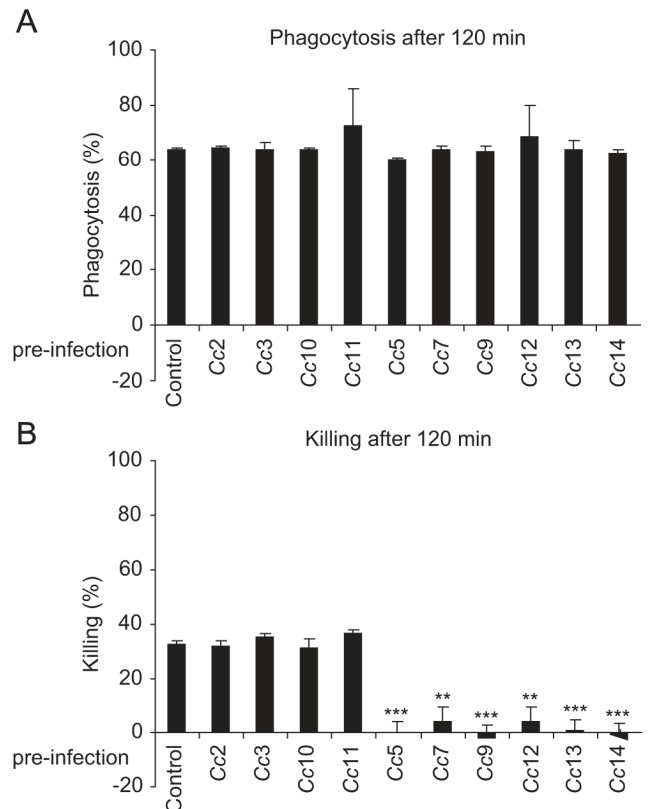 A
Phagocytosis after 120 min
Phagocytosis (%)
100
80
60
40
20
0
-20
pre-infection
Control
Cc2
Cc3
Cc10
Cc11
Cc5
Cc7
Cc9
Cc12
Cc13
Cc14
B
Killing after 120 min
Killing (%)
100
80
60
40
20
0
-20
*** ** *** ** *** ***
pre-infection
Control
Cc2
Cc3
Cc10
Cc11
Cc5
Cc7
Cc9
Cc12
Cc13
Cc14